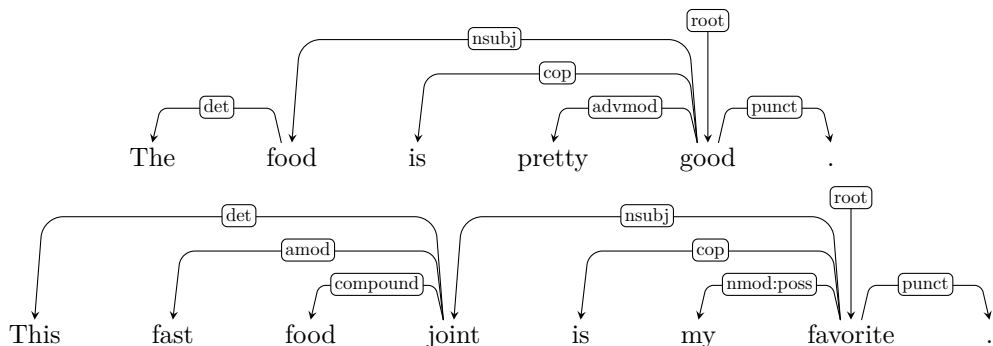 root
nsubj
cop
det advmod punct
The food is pretty good .
root
det nsubj
amod cop
compound nmod:poss punct
This fast food joint is my favorite .